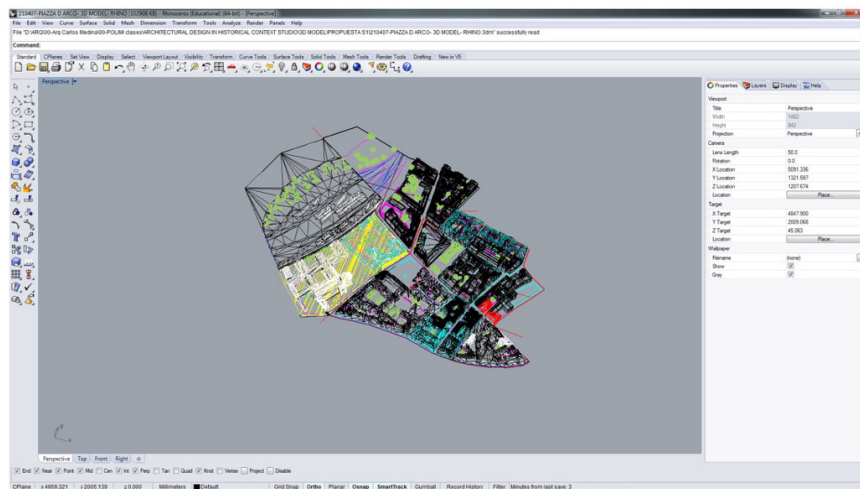 210407-PIAZZA D ARCO- 3D MODEL- RHINO (102908 KB) - Rhinoceros (Educational) (64-bit) - [Perspective]
File Edit View Curve Surface Solid Mesh Dimension Transform Tools Analyze Render Panels Help
File "D:\ARQ\00-Arq Carlos Medina\00-POLIMI clases\ARCHITECTURAL DESIGN IN HISTORICAL CONTEXT STUDIO\3D MODEL\PROPUESTA S1\210407-PIAZZA D ARCO- 3D MODEL- RHINO.3dm" successfully read
Command:
Standard CPlanes Set View Display Select Viewport Layout Visibility Transform Curve Tools Surface Tools Solid Tools Mesh Tools Render Tools Drafting New in V5
Perspective
Properties Layers Display Help
Viewport
Title Perspective
Width 1482
Height 842
Projection Perspective
Camera
Lens Length 50.0
Rotation 0.0
X Location 5091.336
Y Location 1321.597
Z Location 1207.674
Location Place...
Target
X Target 4847.900
Y Target 2009.068
Z Target 45.063
Location Place...
Wallpaper
Filename (none)
Show
Gray
Perspective Top Front Right
End Near Point Mid Cen Int Perp Tan Quad Knot Vertex Project Disable
CPlane x 4959.321 y 2005.139 z 0.000 Millimeters Default Grid Snap Ortho Planar Osnap SmartTrack Gumball Record History Filter Minutes from last save: 3